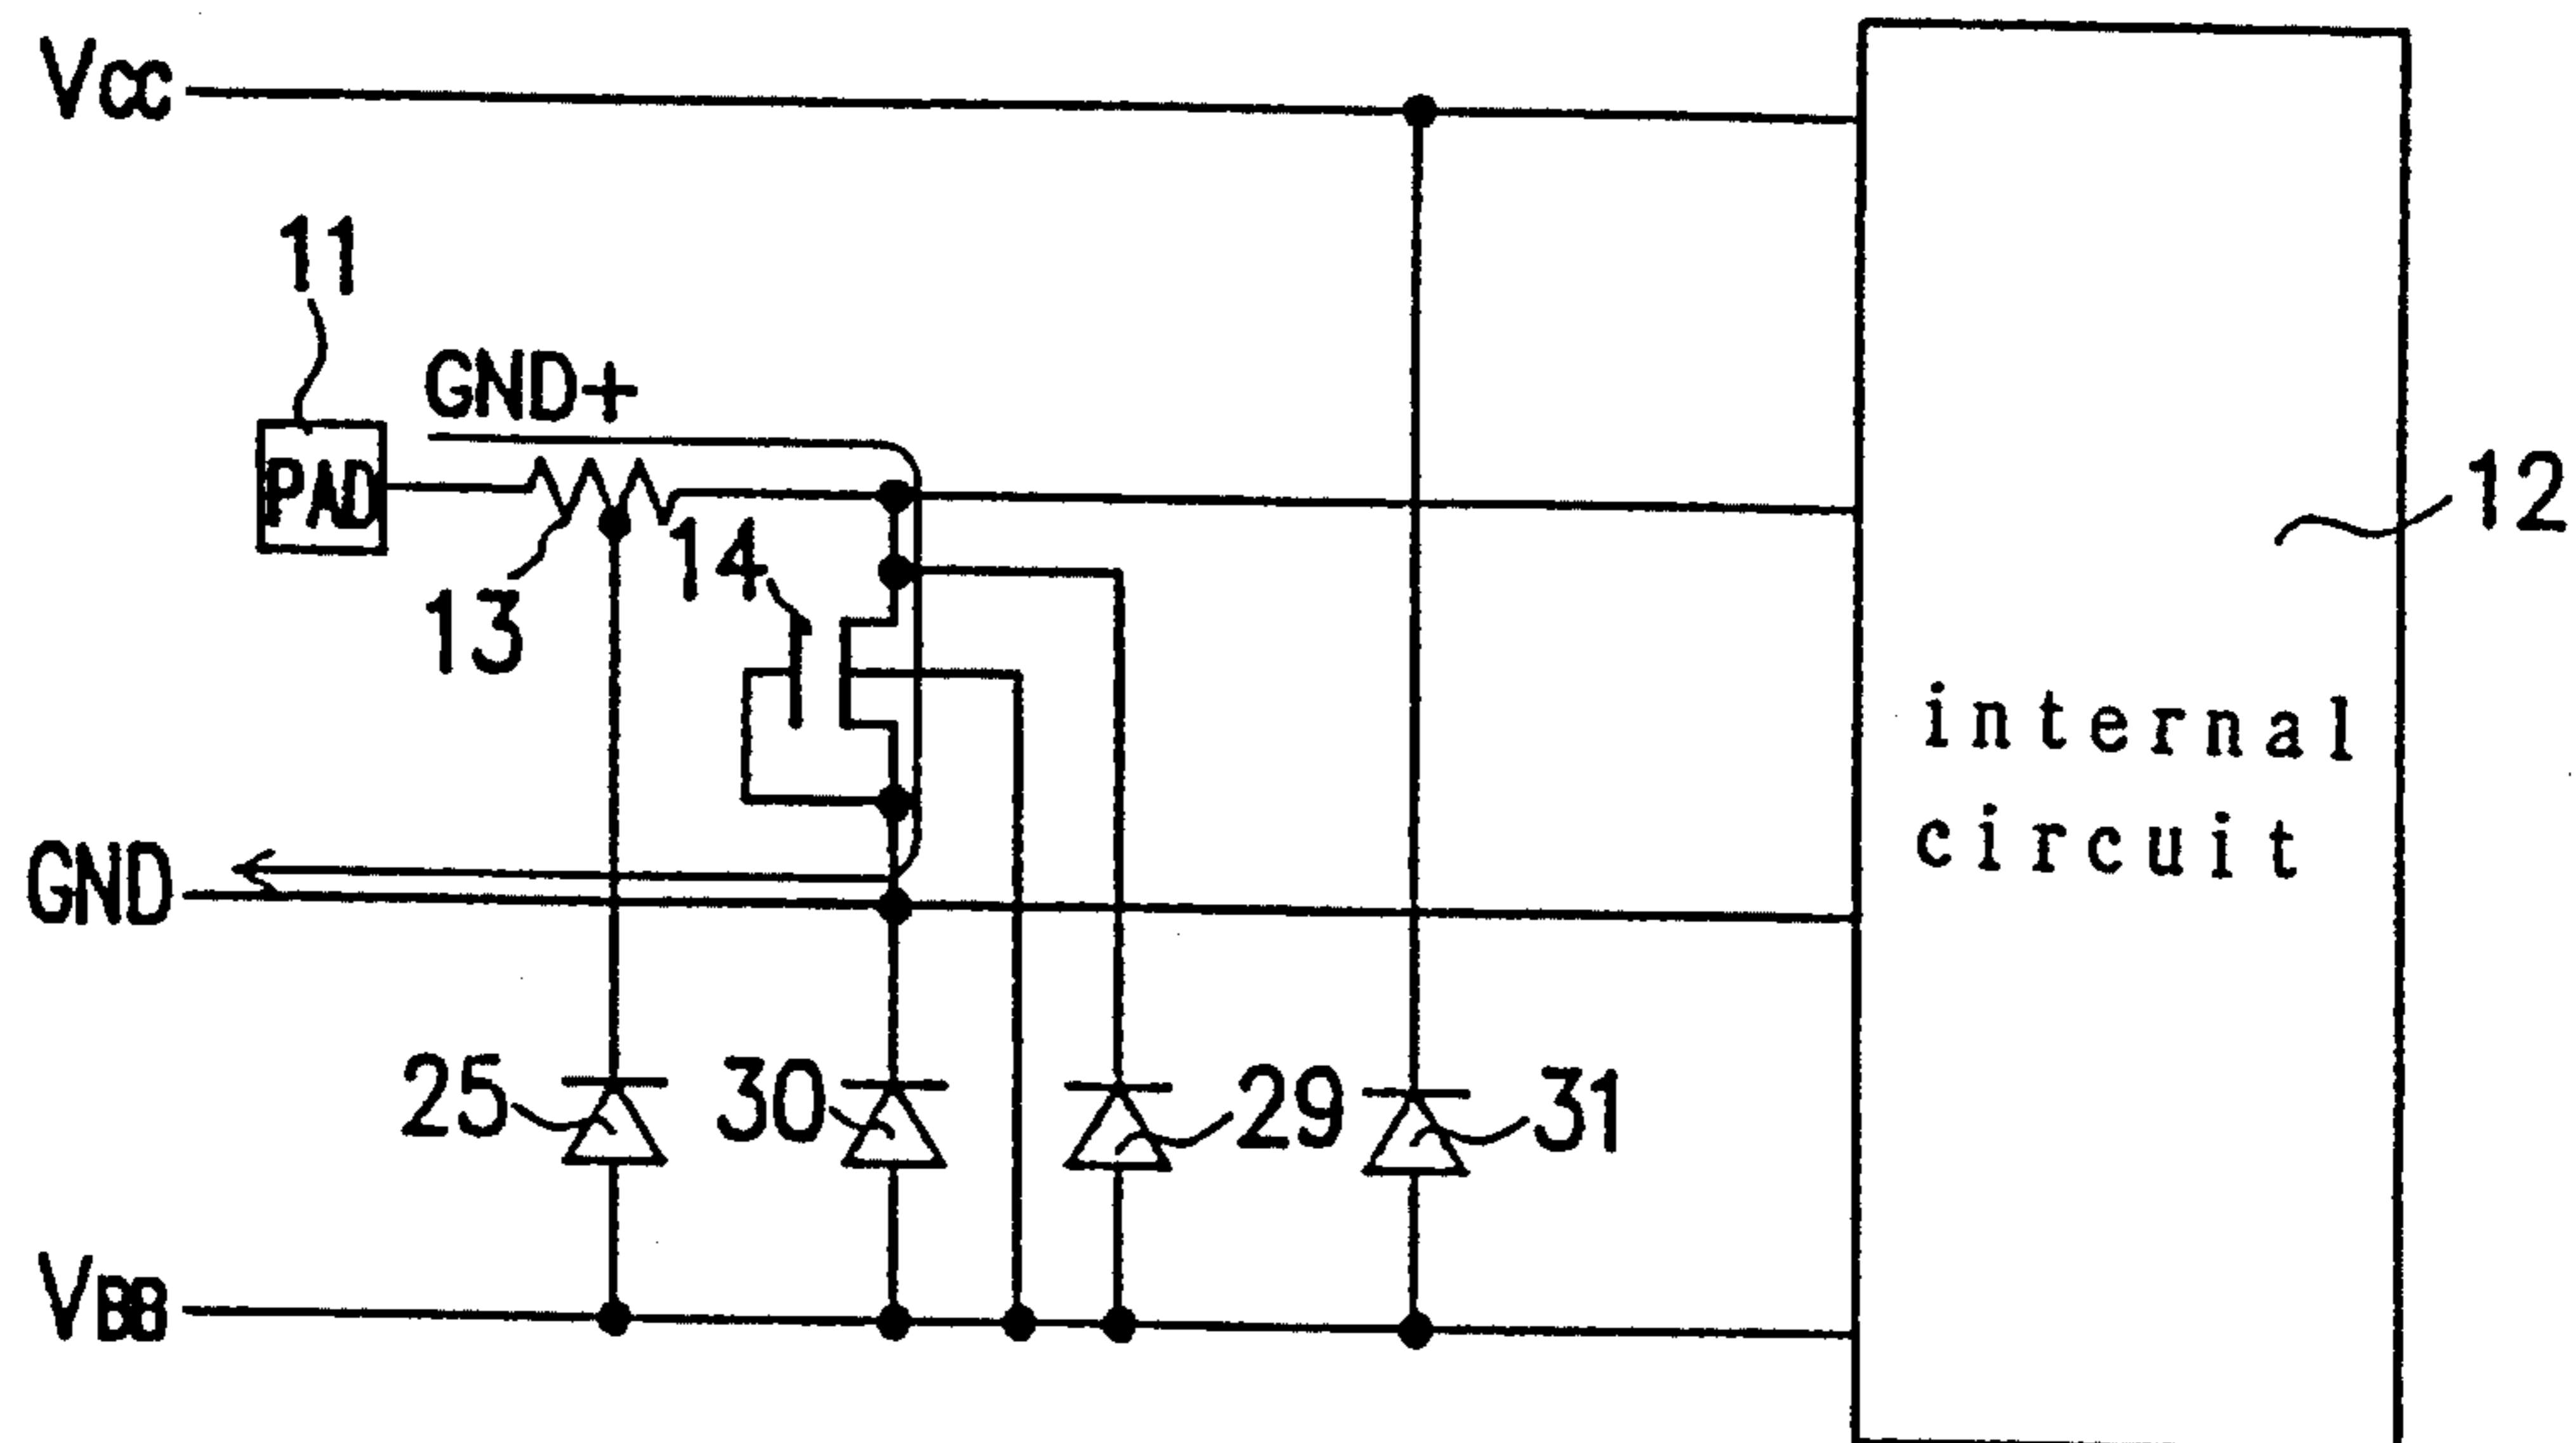 VCC
11
GND+
PAD
12
14
13
internal
circuit
GND
25
30
29
31
VBB